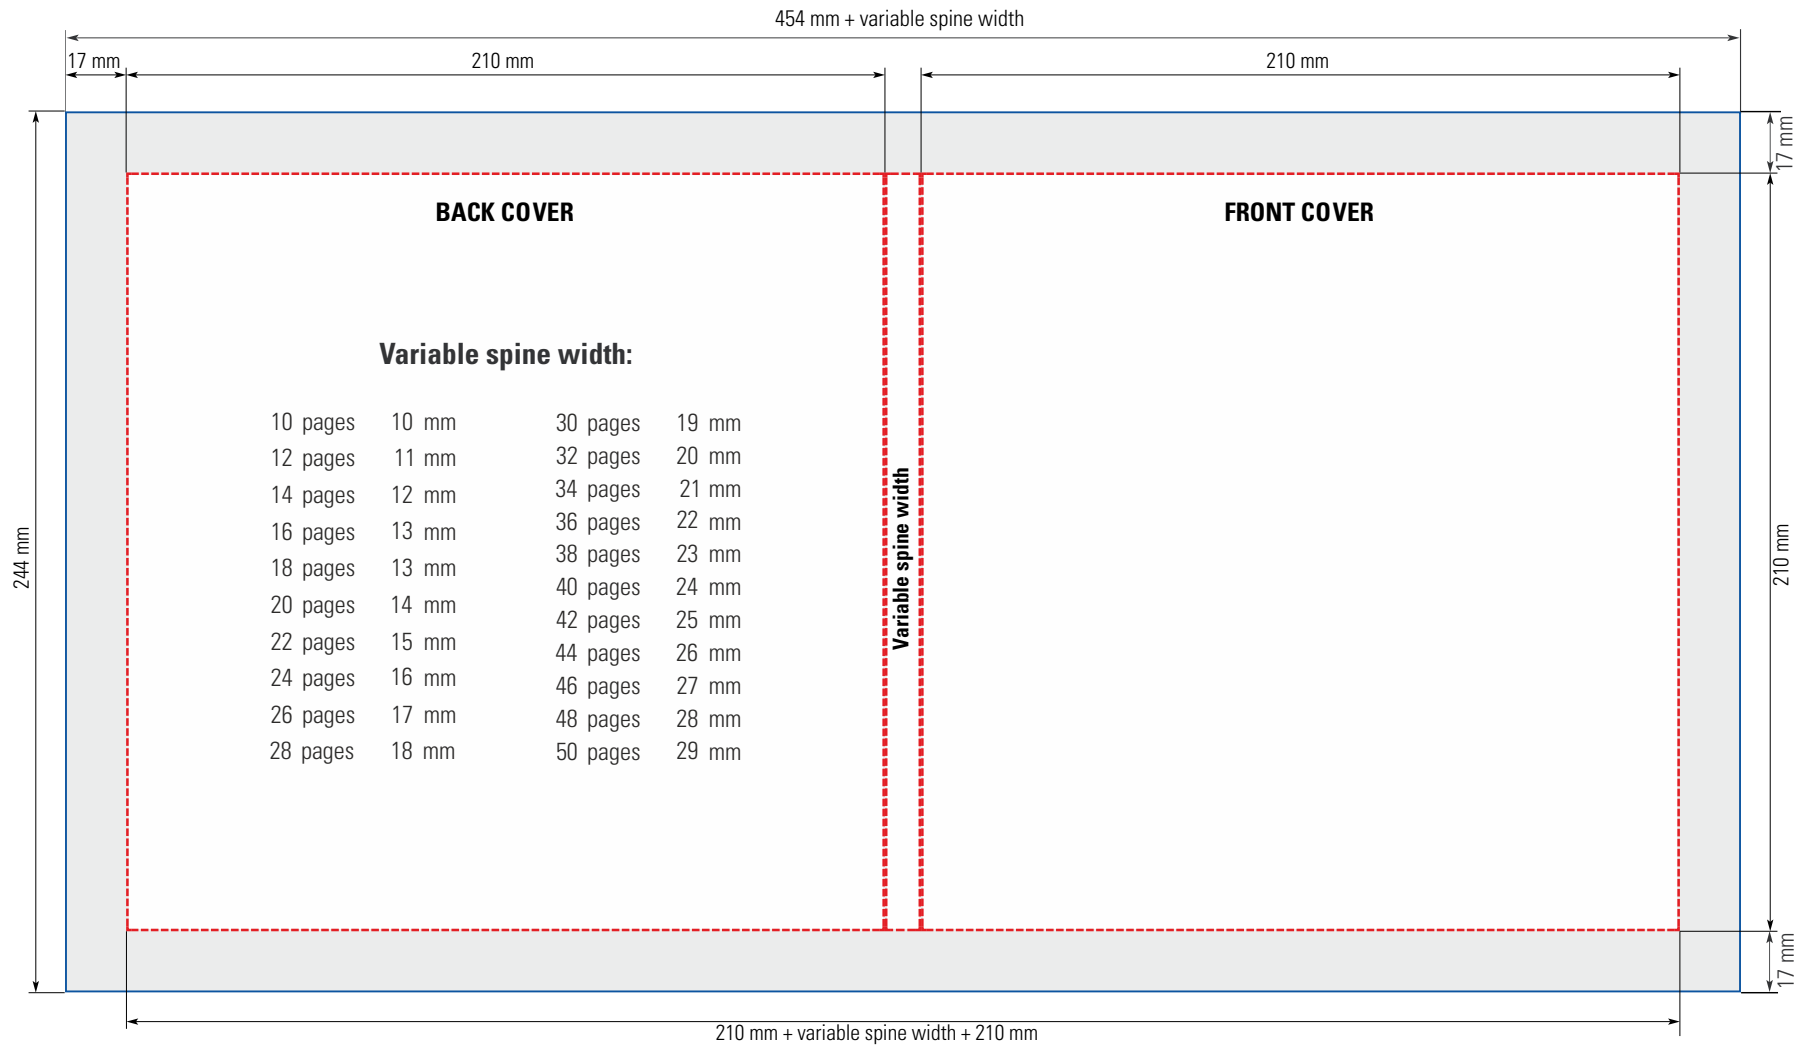 454 mm + variable spine width
17 mm
210 mm
210 mm
17 mm
BACK COVER
FRONT COVER
Variable spine width:
10 pages 10 mm
12 pages 11 mm
14 pages 12 mm
16 pages 13 mm
18 pages 13 mm
20 pages 14 mm
22 pages 15 mm
24 pages 16 mm
26 pages 17 mm
28 pages 18 mm
30 pages 19 mm
32 pages 20 mm
34 pages 21 mm
36 pages 22 mm
38 pages 23 mm
40 pages 24 mm
42 pages 25 mm
44 pages 26 mm
46 pages 27 mm
48 pages 28 mm
50 pages 29 mm
Variable spine width
244 mm
210 mm
17 mm
210 mm + variable spine width + 210 mm